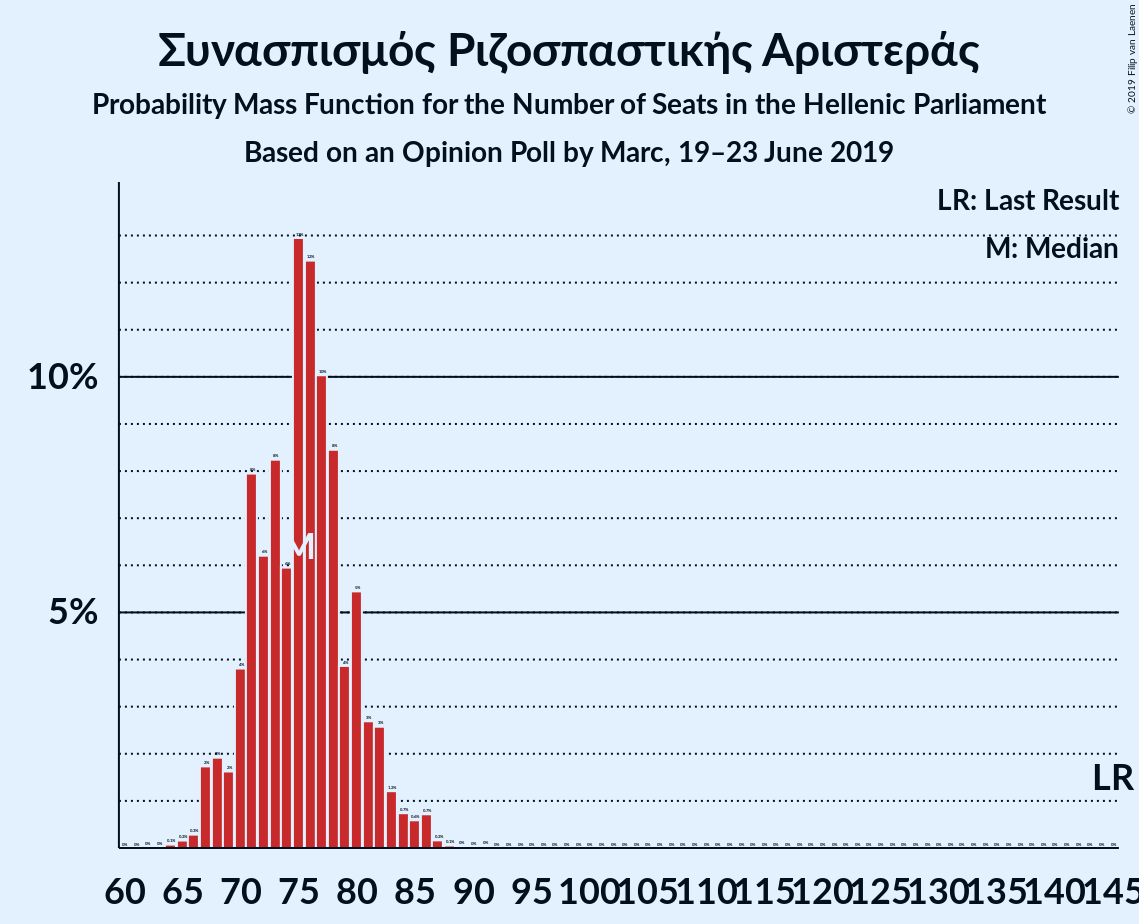 Συνασπισμός Ριζοσπαστικής Αριστεράς
Probability Mass Function for the Number of Seats in the Hellenic Parliament
Based on an Opinion Poll by Marc, 19–23 June 2019
© 2019 Filip van Laenen
LR: Last Result
M: Median
10%
5%
M
LR
60 65 70 75 80 85 90 95 100 105 110 115 120 125 130 135 140 145